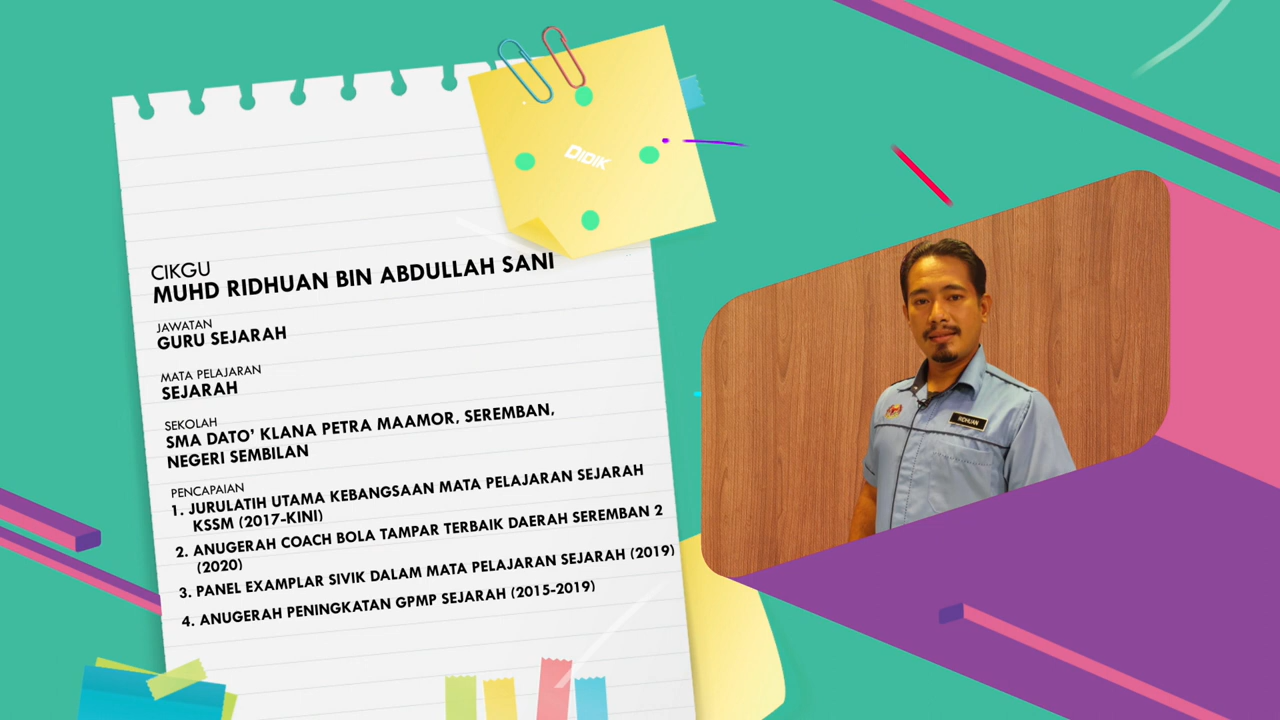 DIDIK
CIKGU
MUHD RIDHUAN BIN ABDULLAH SANI
JAWATAN
GURU SEJARAH
MATA PELAJARAN
SEJARAH
SEKOLAH
SMA DATO' KLANA PETRA MAAMOR, SEREMBAN,
NEGERI SEMBILAN
PENCAPAIAN
1. JURULATIH UTAMA KEBANGSAAN MATA PELAJARAN SEJARAH
KSSM (2017-KINI)
2. ANUGERAH COACH BOLA TAMPAR TERBAIK DAERAH SEREMBAN 2
(2020)
3. PANEL EXAMPLAR SIVIK DALAM MATA PELAJARAN SEJARAH (2019)
4. ANUGERAH PENINGKATAN GPMP SEJARAH (2015-2019)
RIDHUAN